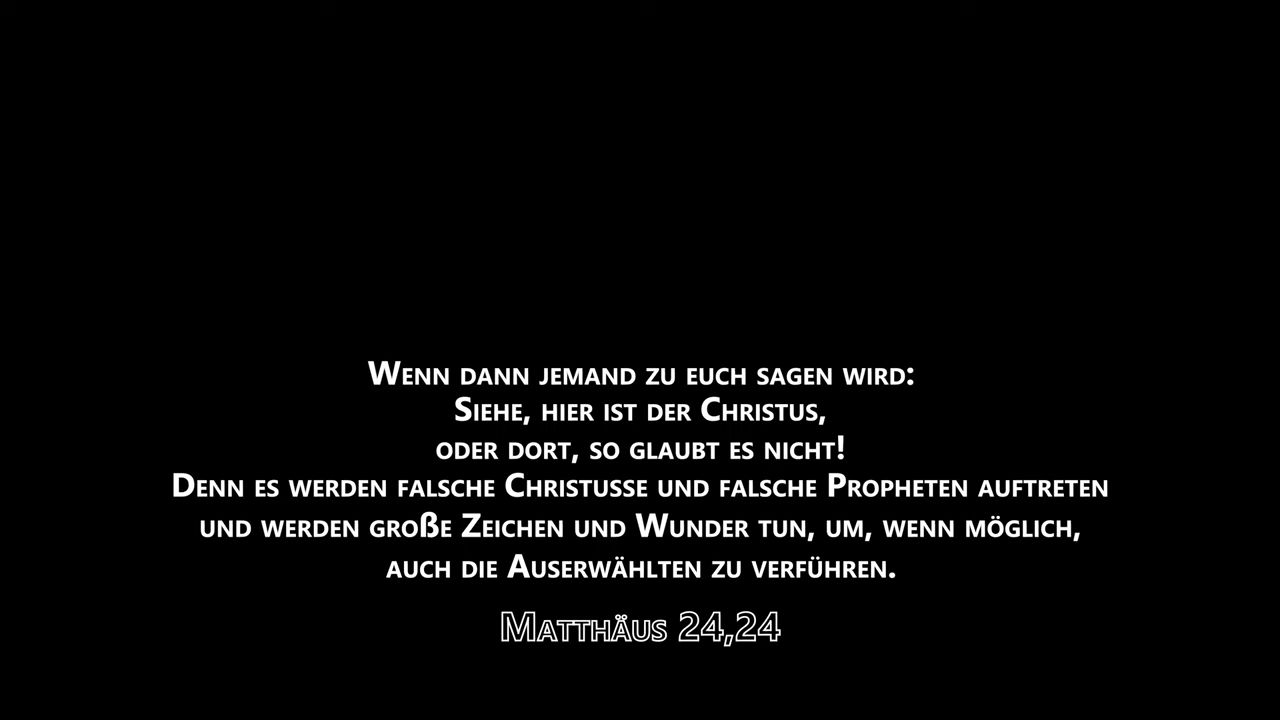 Wenn dann jemand zu euch sagen wird:
Siehe, hier ist der Christus,
oder dort, so glaubt es nicht!
Denn es werden falsche Christusse und falsche Propheten auftreten
und werden große Zeichen und Wunder tun, um, wenn möglich,
auch die Auserwählten zu verführen.
Matthäus 24,24